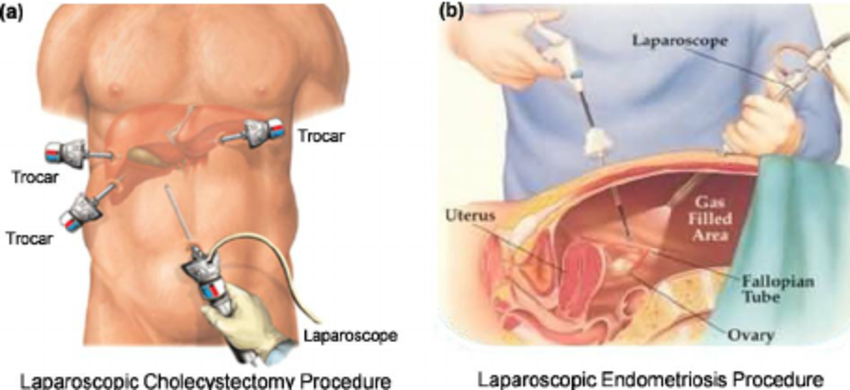 (a)
Trocar
Trocar
Trocar
Laparoscope
Laparoscopic Cholecystectomy Procedure
(b)
Laparoscope
Uterus
Gas
Filled
Area
Fallopian
Tube
Ovary
Laparoscopic Endometriosis Procedure